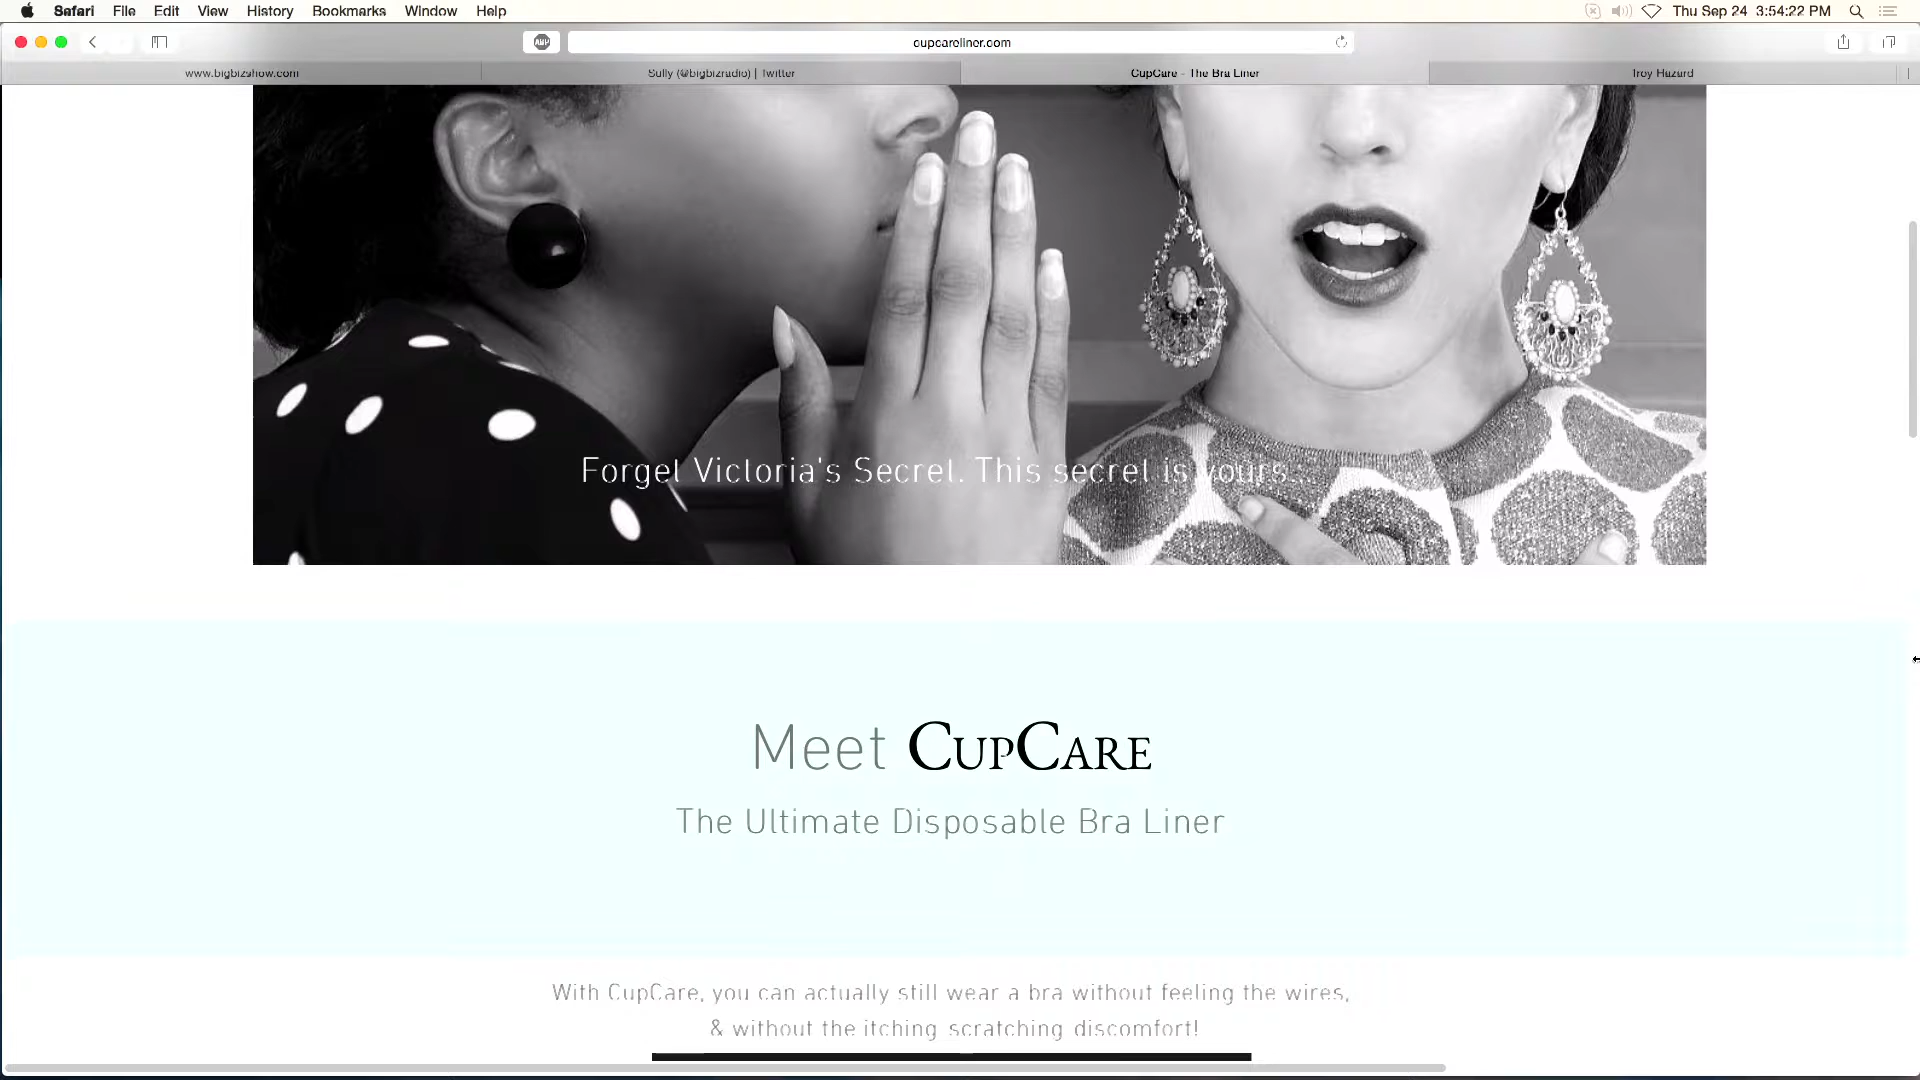 Safari File Edit View History Bookmarks Window Help Thu Sep 24 3:54:22 PM
ABP cupcareliner.com
www.bigbizshow.com Sully (@bigbizradio) | Twitter CupCare - The Bra Liner Troy Hazard
Forget Victoria's Secret. This secret is yours...
Meet CUPCARE
The Ultimate Disposable Bra Liner
With CupCare, you can actually still wear a bra without feeling the wires,
& without the itching scratching discomfort!